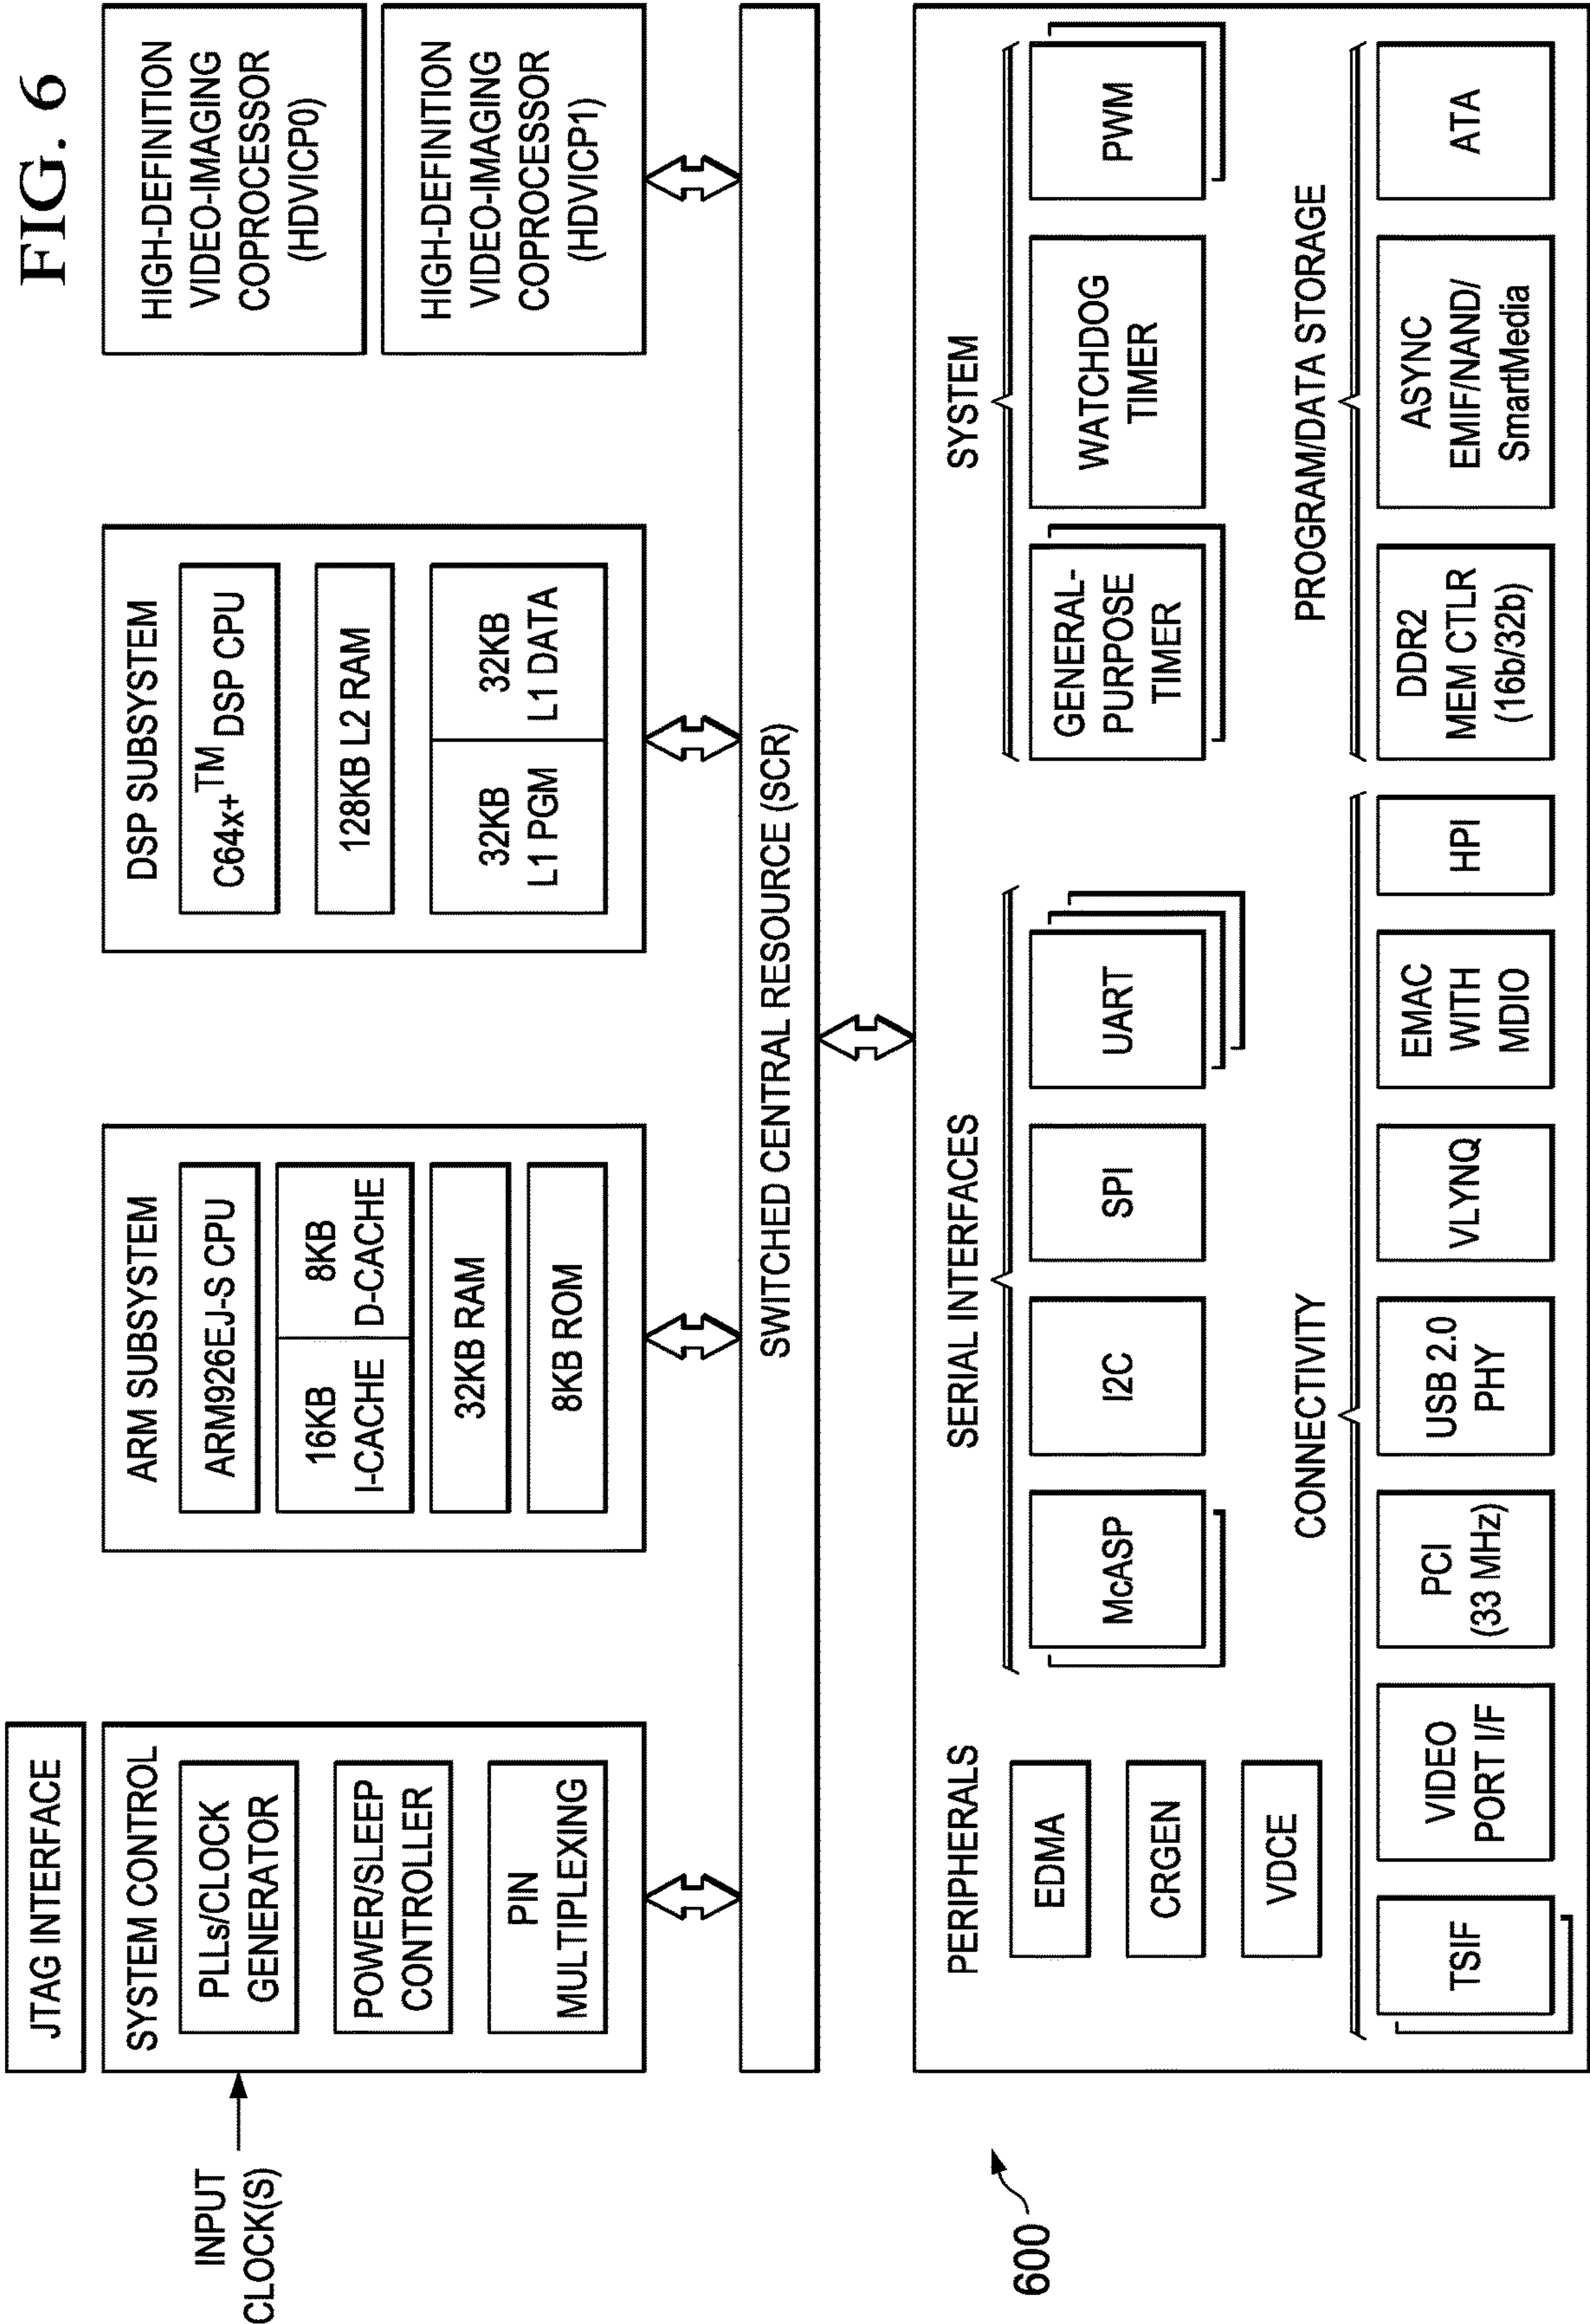 FIG. 6
JTAG INTERFACE
INPUT
CLOCK(S)
SYSTEM CONTROL
PLLs/CLOCK
GENERATOR
POWER/SLEEP
CONTROLLER
PIN
MULTIPLEXING
ARM SUBSYSTEM
ARM926EJ-S CPU
16KB
I-CACHE
8KB
D-CACHE
32KB RAM
8KB ROM
DSP SUBSYSTEM
C64x+™ DSP CPU
128KB L2 RAM
32KB
L1 PGM
32KB
L1 DATA
HIGH-DEFINITION
VIDEO-IMAGING
COPROCESSOR
(HDVICP0)
HIGH-DEFINITION
VIDEO-IMAGING
COPROCESSOR
(HDVICP1)
SWITCHED CENTRAL RESOURCE (SCR)
600
PERIPHERALS
EDMA
CRGEN
VDCE
SERIAL INTERFACES
McASP
I2C
SPI
UART
SYSTEM
GENERAL-
PURPOSE
TIMER
WATCHDOG
TIMER
PWM
CONNECTIVITY
TSIF
VIDEO
PORT I/F
PCI
(33 MHz)
USB 2.0
PHY
VLYNQ
EMAC
WITH
MDIO
HPI
PROGRAM/DATA STORAGE
DDR2
MEM CTLR
(16b/32b)
ASYNC
EMIF/NAND/
SmartMedia
ATA